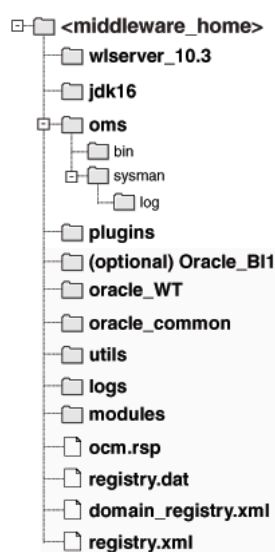 <middleware_home>
wlserver_10.3
jdk16
oms
bin
sysman
log
plugins
(optional) Oracle_BI1
oracle_WT
oracle_common
utils
logs
modules
ocm.rsp
registry.dat
domain_registry.xml
registry.xml